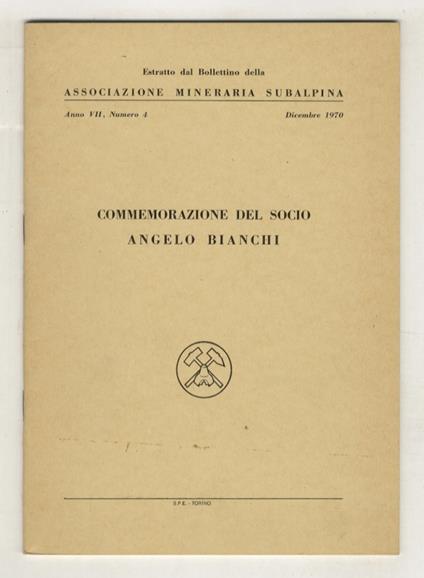 Estratto dal Bollettino della
ASSOCIAZIONE MINERARIA SUBALPINA
Anno VII, Numero 4 Dicembre 1970
COMMEMORAZIONE DEL SOCIO
ANGELO BIANCHI
S.P.E. - TORINO